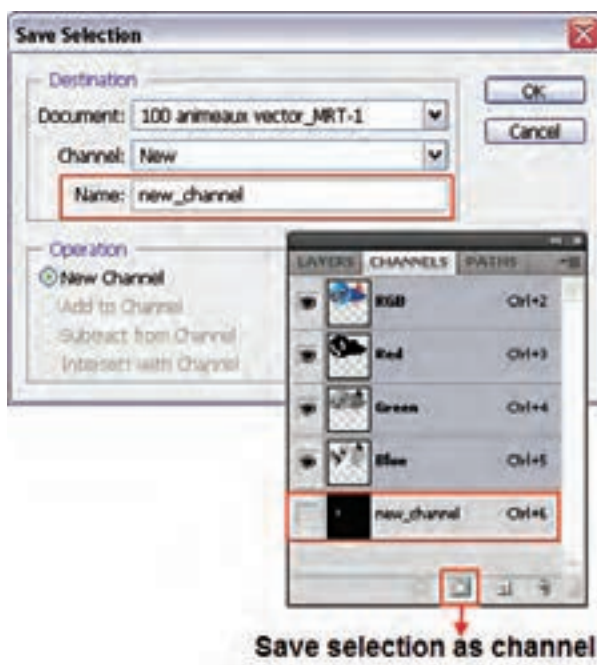 Save Selection
Destination
Document: 100 animeaux vector_MRT-1
Channel: New
Name: new_channel
OK
Cancel
Operation
New Channel
Add to Channel
Subtract from Channel
Intersect with Channel
LAYERS CHANNELS PATHS
RGB Ctrl+2
Red Ctrl+3
Green Ctrl+4
Blue Ctrl+5
new_channel Ctrl+6
Save selection as channel